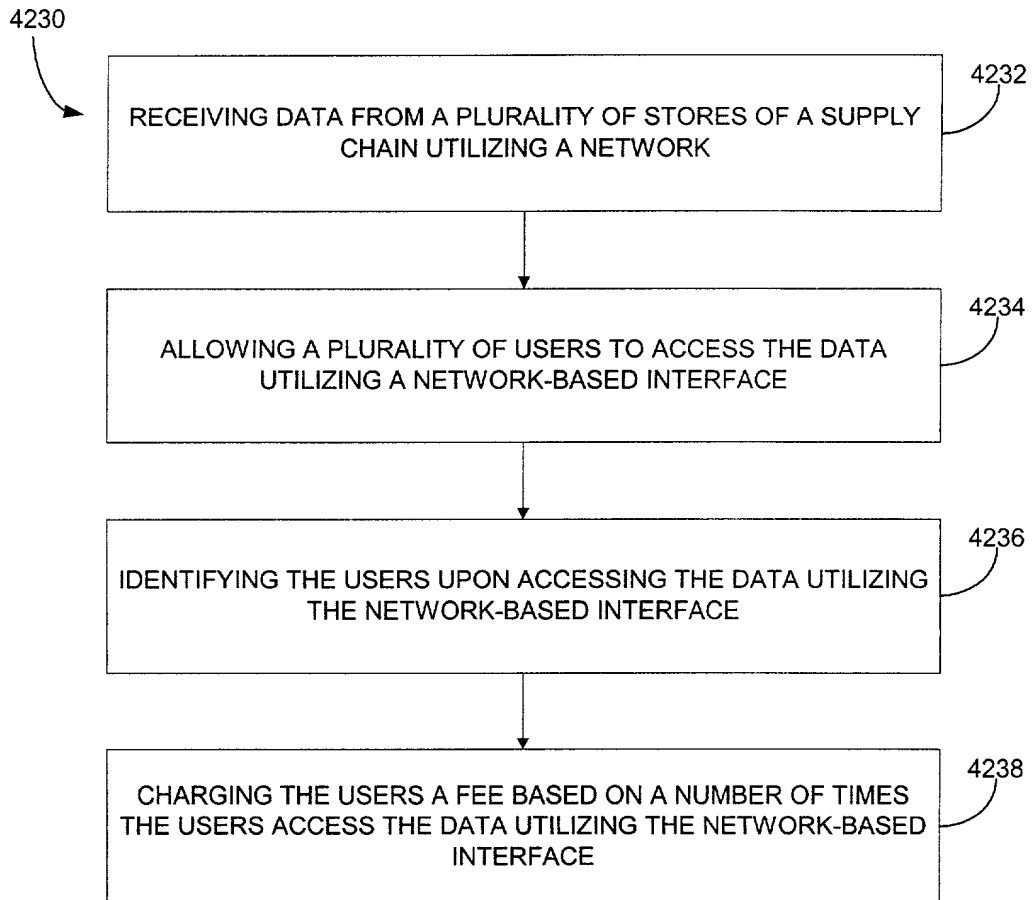 4230
4232
RECEIVING DATA FROM A PLURALITY OF STORES OF A SUPPLY
CHAIN UTILIZING A NETWORK
4234
ALLOWING A PLURALITY OF USERS TO ACCESS THE DATA
UTILIZING A NETWORK-BASED INTERFACE
4236
IDENTIFYING THE USERS UPON ACCESSING THE DATA UTILIZING
THE NETWORK-BASED INTERFACE
4238
CHARGING THE USERS A FEE BASED ON A NUMBER OF TIMES
THE USERS ACCESS THE DATA UTILIZING THE NETWORK-BASED
INTERFACE